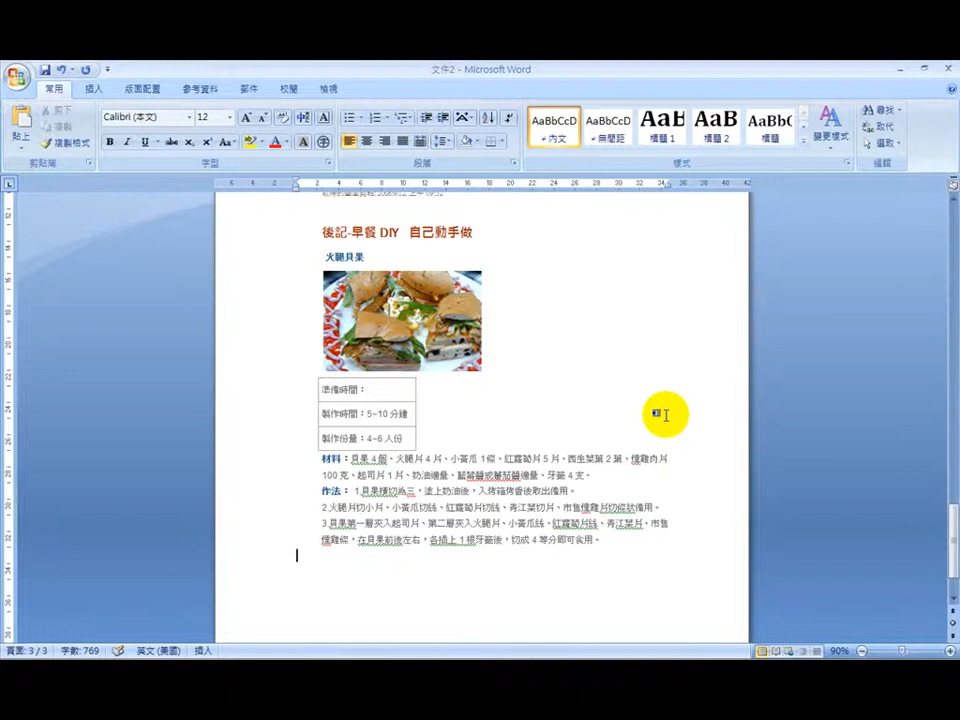 文件2 - Microsoft Word
常用 插入 版面配置 參考資料 郵件 校閱 檢視
貼上 剪下 複製 複製格式
Calibri (本文) 12
AaBbCcD AaBbCcD AaB AaB AaBb(
內文 無間距 標題 1 標題 2 標題 變更樣式
尋找 取代 選取
剪貼簿 字型 段落 樣式 編輯
後記-早餐 DIY 自己動手做
火腿貝果
準備時間：
製作時間：5~10 分鐘
製作份量：4~6 人份
材料：貝果 4 個、火腿片 4 片、小黃瓜 1 條、紅蘿蔔片 5 片、西生菜葉 2 葉、燻雞肉片
100 克、起司片 1 片、奶油適量、藍莓醬或蕃茄醬適量、牙籤 4 支。
作法： 1.貝果橫切為三，塗上奶油後，入烤箱烤香後取出備用。
2.火腿片切小片、小黃瓜切絲、紅蘿蔔片切絲、青江菜切片、市售燻雞片切條狀備用。
3.貝果第一層夾入起司片、第二層夾入火腿片、小黃瓜絲、紅蘿蔔片絲、青江菜片、市售
燻雞條，在貝果前後左右，各插上 1 根牙籤後，切成 4 等分即可食用。
頁面: 3 / 3 字數: 769 英文 (美國) 插入 90%